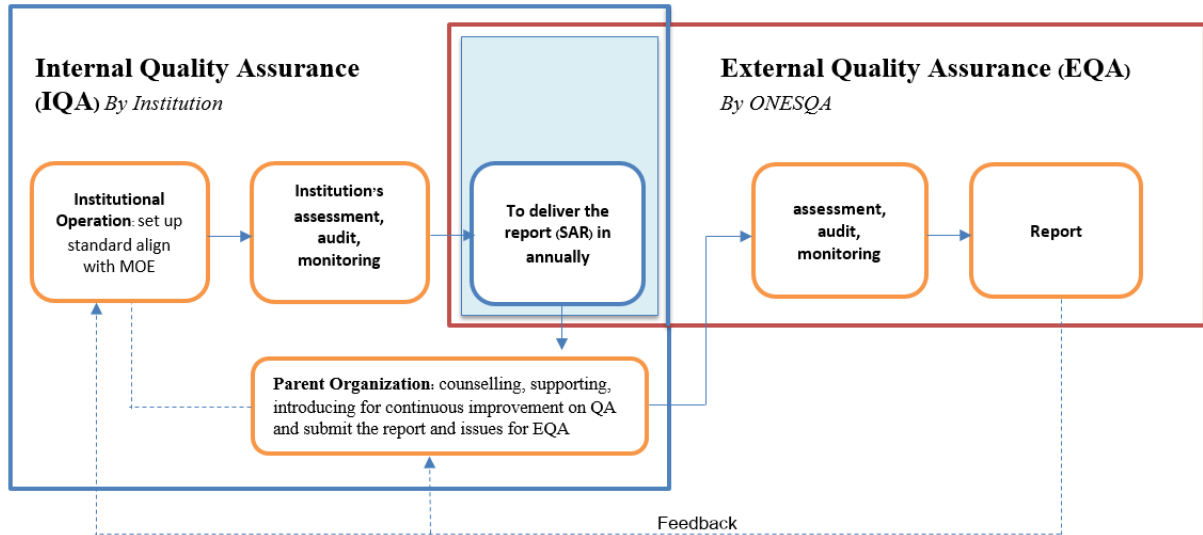 Internal Quality Assurance
(IQA) By Institution
External Quality Assurance (EQA)
By ONESQA
Institutional
Operation: set up
standard align
with MOE
Institution's
assessment,
audit,
monitoring
To deliver the
report (SAR) in
annually
assessment,
audit,
monitoring
Report
Parent Organization: counselling, supporting,
introducing for continuous improvement on QA
and submit the report and issues for EQA
Feedback